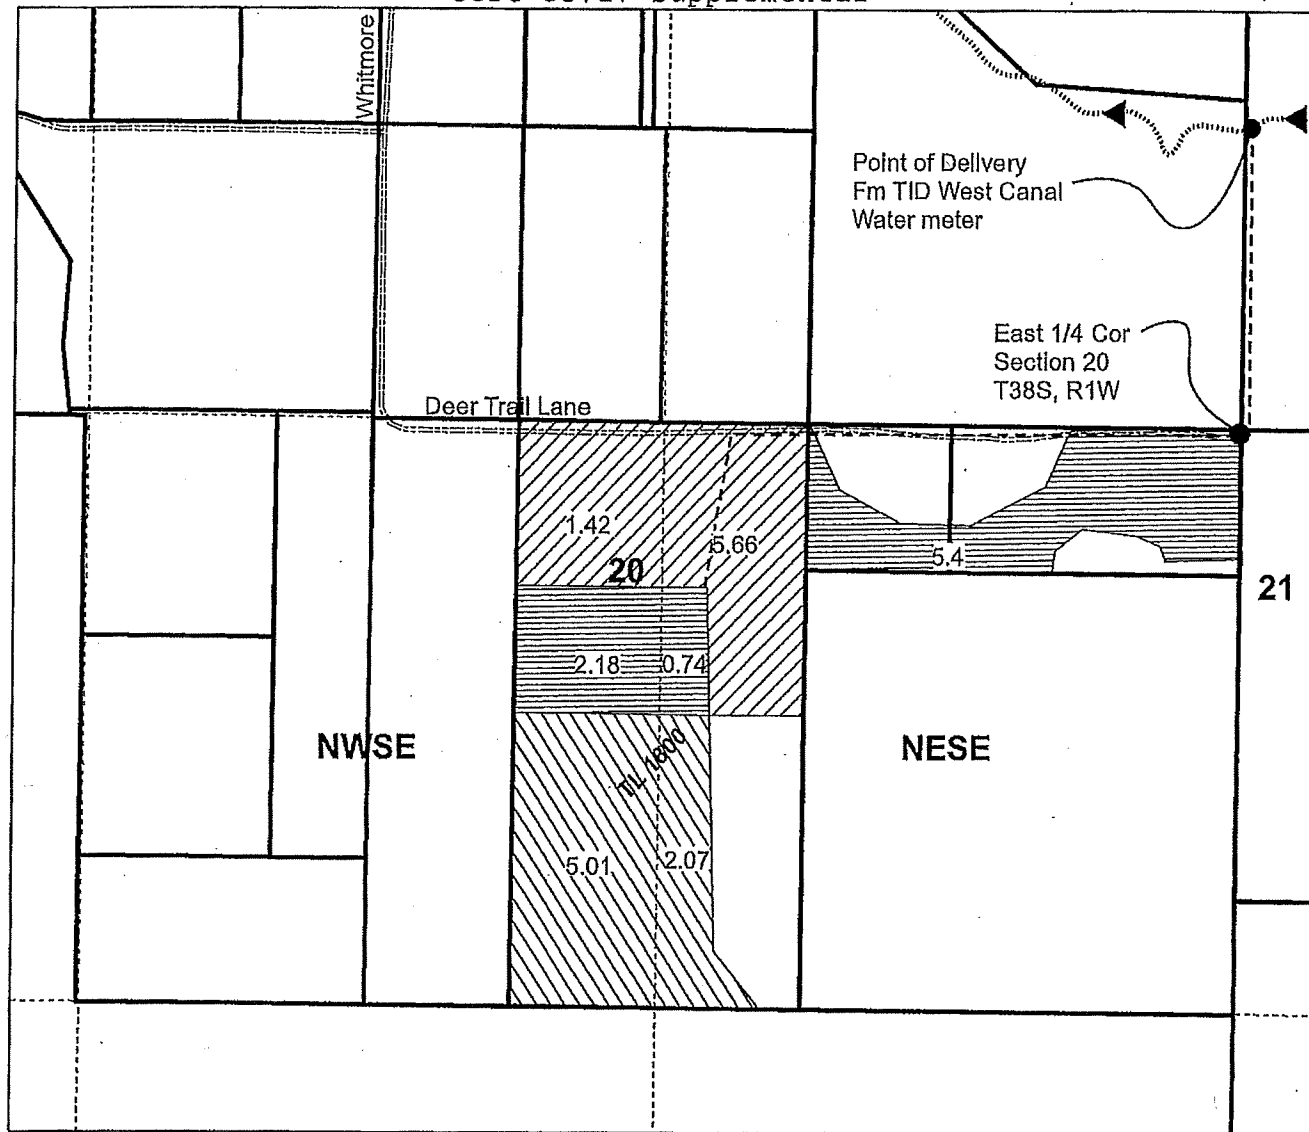 Whitmore
Point of Delivery
Fm TID West Canal
Water meter
East 1/4 Cor
Section 20
T38S, R1W
Deer Trail Lane
1.42
5.66
5.4
20
21
2.18
0.74
NWSE
NESE
TL 1800
5.01
2.07